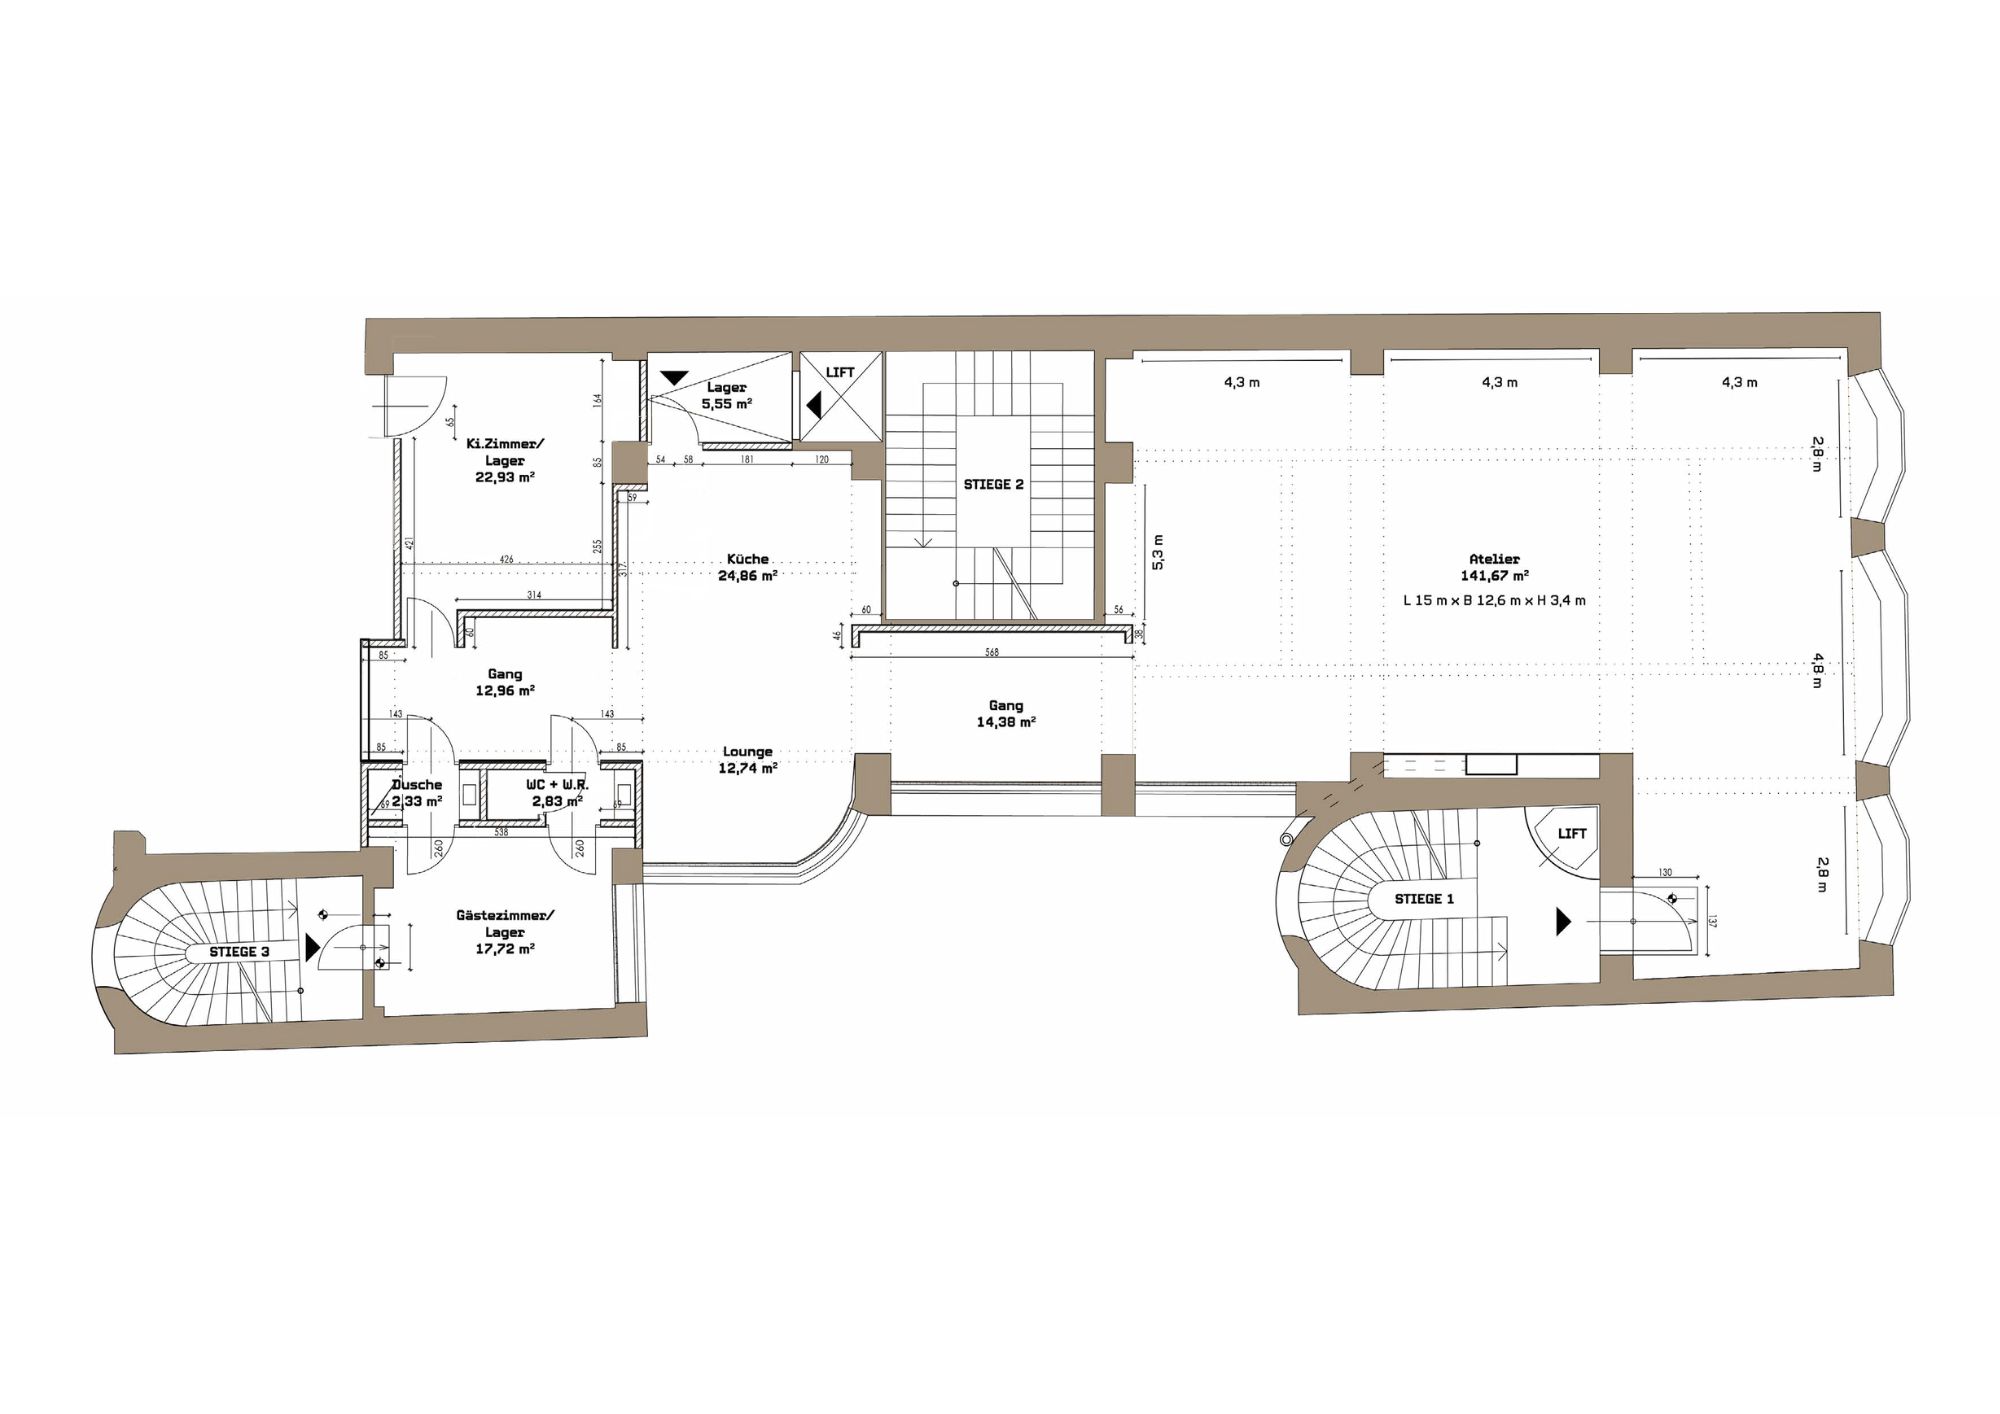 LIFT
Lager
5,55 m²
4,3 m
4,3 m
4,3 m
164
65
Ki.Zimmer/
Lager
22,93 m²
85
54
58
181
120
59
STIEGE 2
2,8 m
421
426
255
317
314
60
Küche
24,86 m²
5,3 m
Atelier
141,67 m²
L 15 m x B 12,6 m x H 3,4 m
60
56
46
38
568
85
Gang
12,96 m²
4,8 m
143
143
Gang
14,38 m²
85
85
Lounge
12,74 m²
Dusche
2,33 m²
69
WC + W.R.
2,83 m²
69
538
260
260
LIFT
130
137
2,8 m
STIEGE 1
Gästezimmer/
Lager
17,72 m²
STIEGE 3